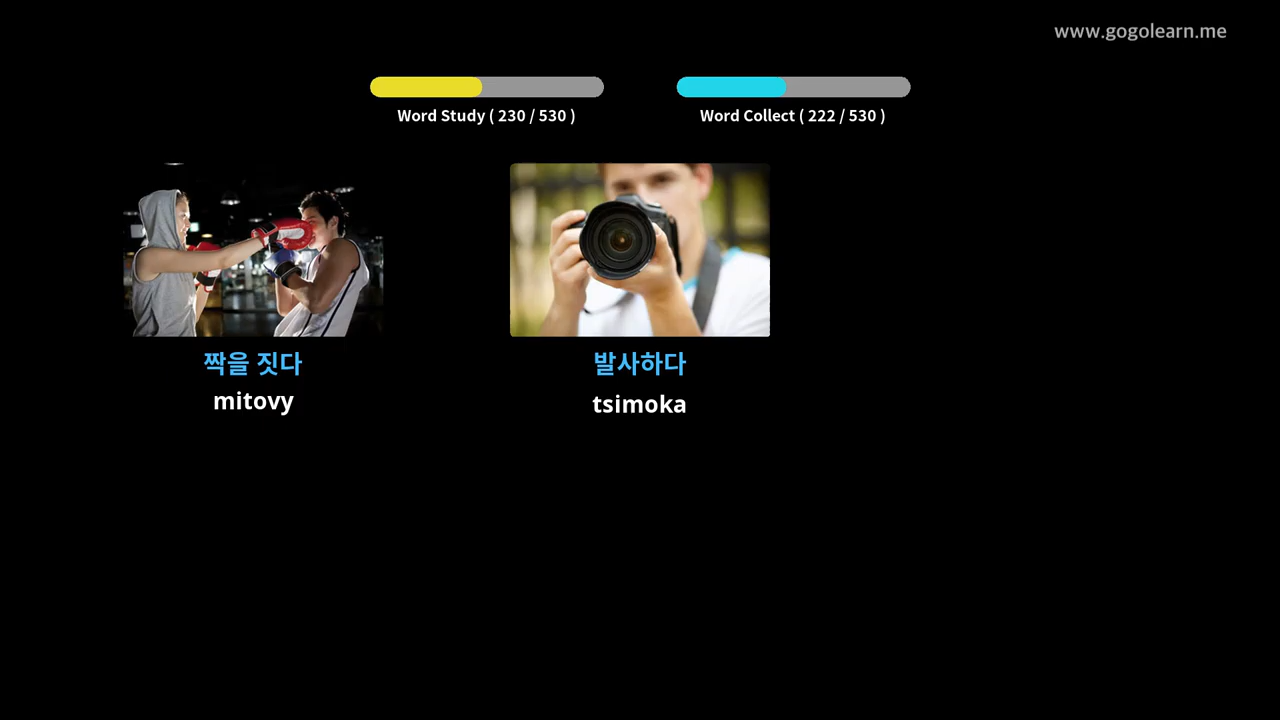 www.gogolearn.me
Word Study ( 230 / 530 )
Word Collect ( 222 / 530 )
짝을 짓다
mitovy
발사하다
tsimoka